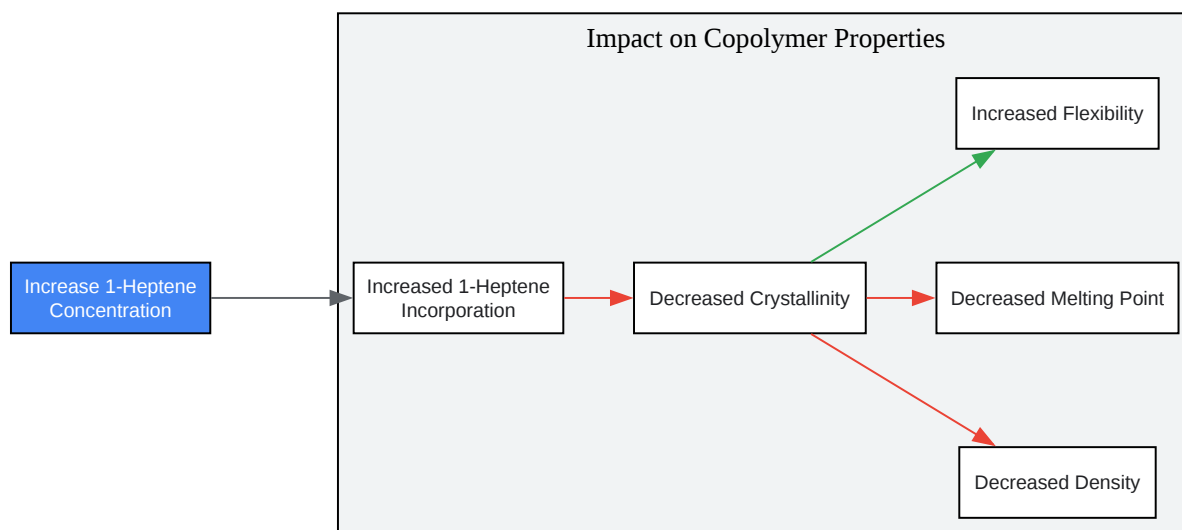 Impact on Copolymer Properties
Increased Flexibility
Increase 1-Heptene
Concentration
Increased 1-Heptene
Incorporation
Decreased Crystallinity
Decreased Melting Point
Decreased Density